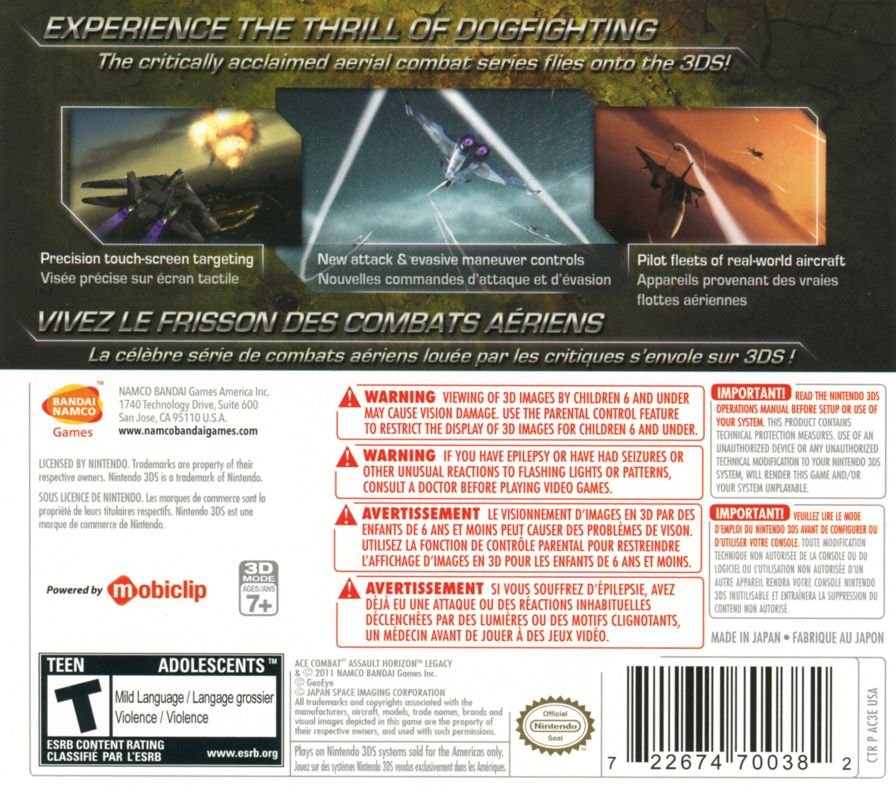 EXPERIENCE THE THRILL OF DOGFIGHTING
The critically acclaimed aerial combat series flies onto the 3DS!
Precision touch-screen targeting
Visée précise sur écran tactile
New attack & evasive maneuver controls
Nouvelles commandes d'attaque et d'évasion
Pilot fleets of real-world aircraft
Appareils provenant des vraies
flottes aériennes
VIVEZ LE FRISSON DES COMBATS AÉRIENS
La célèbre série de combats aériens louée par les critiques s'envole sur 3DS !
BANDAI
NAMCO
Games
TM
NAMCO BANDAI Games America Inc.
1740 Technology Drive, Suite 600
San Jose, CA 95110 U.S.A.
www.namcobandaigames.com
LICENSED BY NINTENDO. Trademarks are property of their
respective owners. Nintendo 3DS is a trademark of Nintendo.
SOUS LICENCE DE NINTENDO. Les marques de commerce sont la
propriété de leurs titulaires respectifs. Nintendo 3DS est une
marque de commerce de Nintendo.
Powered by mobiclip
3D
MODE
AGES/ANS
7+
WARNING VIEWING OF 3D IMAGES BY CHILDREN 6 AND UNDER
MAY CAUSE VISION DAMAGE. USE THE PARENTAL CONTROL FEATURE
TO RESTRICT THE DISPLAY OF 3D IMAGES FOR CHILDREN 6 AND UNDER.
WARNING IF YOU HAVE EPILEPSY OR HAVE HAD SEIZURES OR
OTHER UNUSUAL REACTIONS TO FLASHING LIGHTS OR PATTERNS,
CONSULT A DOCTOR BEFORE PLAYING VIDEO GAMES.
AVERTISSEMENT LE VISIONNEMENT D'IMAGES EN 3D PAR DES
ENFANTS DE 6 ANS ET MOINS PEUT CAUSER DES PROBLÈMES DE VISON.
UTILISEZ LA FONCTION DE CONTRÔLE PARENTAL POUR RESTREINDRE
L'AFFICHAGE D'IMAGES EN 3D POUR LES ENFANTS DE 6 ANS ET MOINS.
AVERTISSEMENT SI VOUS SOUFFREZ D'ÉPILEPSIE, AVEZ
DÉJÀ EU UNE ATTAQUE OU DES RÉACTIONS INHABITUELLES
DÉCLENCHÉES PAR DES LUMIÈRES OU DES MOTIFS CLIGNOTANTS,
UN MÉDECIN AVANT DE JOUER À DES JEUX VIDÉO.
IMPORTANT! READ THE NINTENDO 3DS
OPERATIONS MANUAL BEFORE SETUP OR USE OF
YOUR SYSTEM. THIS PRODUCT CONTAINS
TECHNICAL PROTECTION MEASURES. USE OF AN
UNAUTHORIZED DEVICE OR ANY UNAUTHORIZED
TECHNICAL MODIFICATION TO YOUR NINTENDO 3DS
SYSTEM, WILL RENDER THIS GAME AND/OR
YOUR SYSTEM UNPLAYABLE.
IMPORTANT! VEUILLEZ LIRE LE MODE
D'EMPLOI DU NINTENDO 3DS AVANT DE CONFIGURER OU
D'UTILISER VOTRE CONSOLE. TOUTE MODIFICATION
TECHNIQUE NON AUTORISÉE DE LA CONSOLE OU DU
LOGICIEL OU L'UTILISATION NON AUTORISÉE D'UN
AUTRE APPAREIL RENDRA VOTRE CONSOLE NINTENDO
3DS INUTILISABLE ET ENTRAÎNERA LA SUPPRESSION DU
CONTENU NON AUTORISÉ.
MADE IN JAPAN • FABRIQUE AU JAPON
TEEN ADOLESCENTS™
T
Mild Language / Langage grossier
Violence / Violence
ESRB CONTENT RATING
CLASSIFIÉ PAR L'ESRB
www.esrb.org
ACE COMBAT® ASSAULT HORIZON™ LEGACY
& © 2011 NAMCO BANDAI Games Inc.
© GeoEye
© JAPAN SPACE IMAGING CORPORATION
All trademarks and copyrights associated with the
manufacturers, aircraft, models, trade names, brands and
visual images depicted in this game are the property of
their respective owners, and used with such permissions.
Plays on Nintendo 3DS systems sold for the Americas only.
Jouez sur des systèmes Nintendo 3DS vendus exclusivement dans les Amériques.
Official
Nintendo
Seal
7 22674 70038 2
CTR P AC3E USA